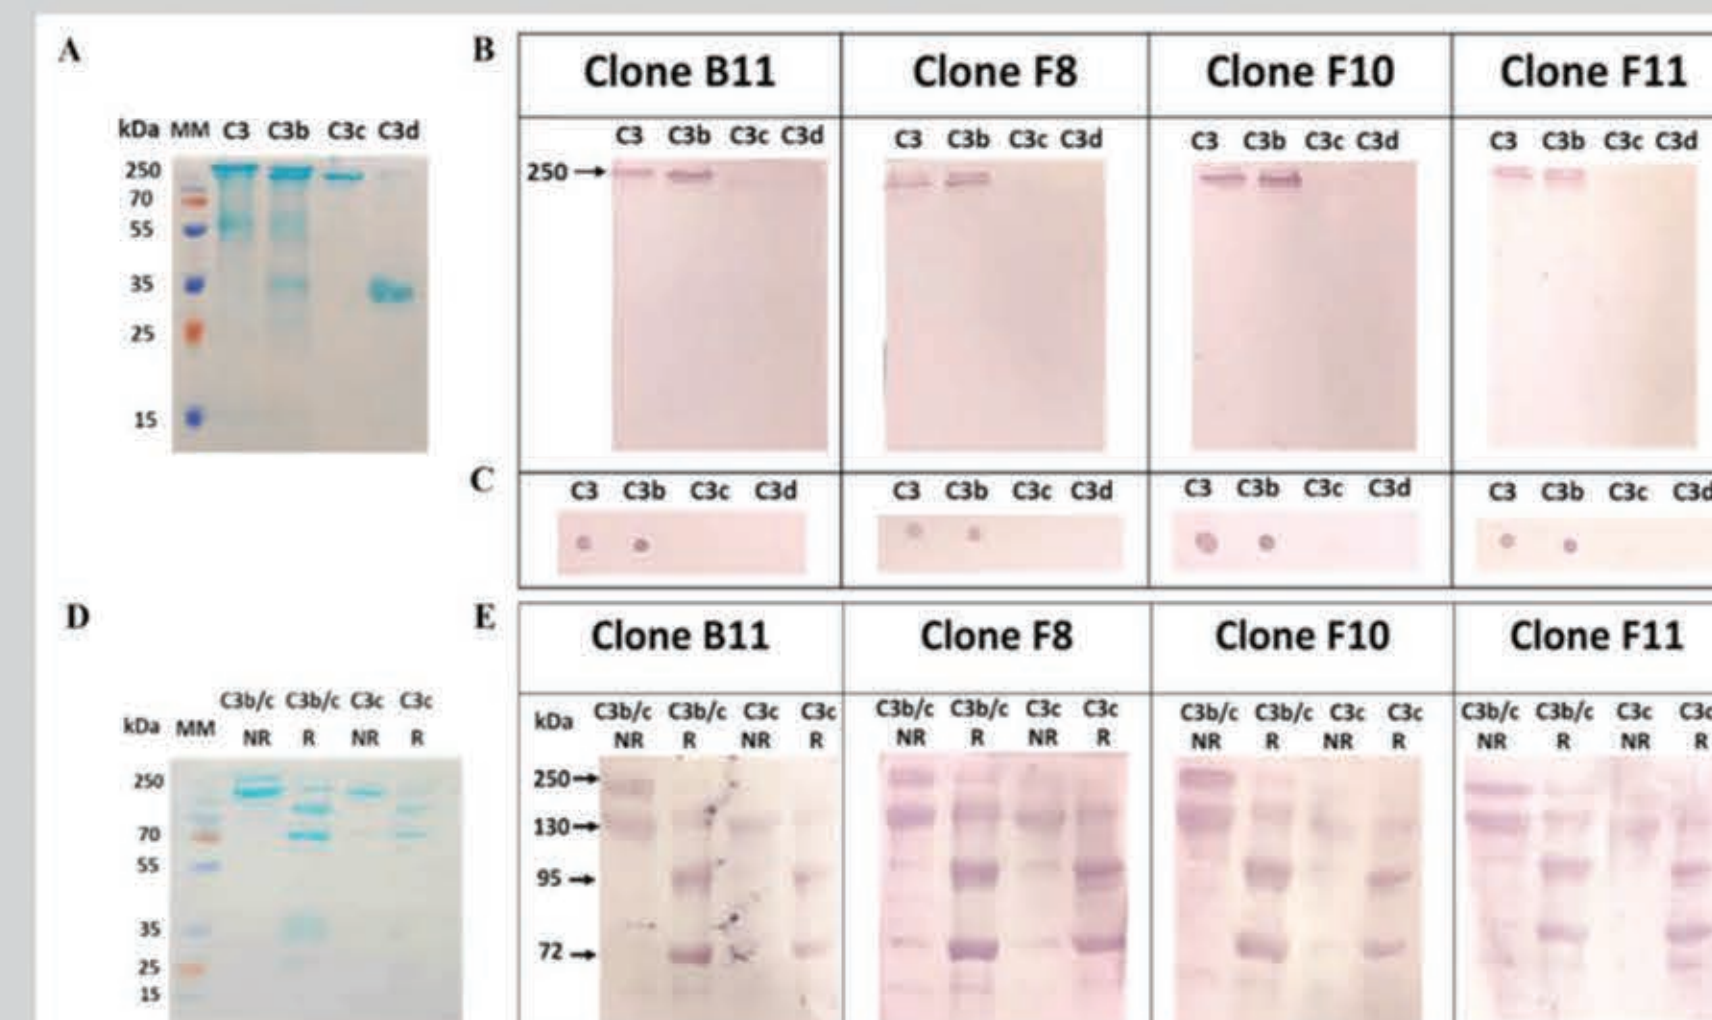 A
kDa MM C3 C3b C3c C3d
250
70
55
35
25
15
B
Clone B11 Clone F8 Clone F10 Clone F11
C3 C3b C3c C3d C3 C3b C3c C3d C3 C3b C3c C3d C3 C3b C3c C3d
250
C
C3 C3b C3c C3d C3 C3b C3c C3d C3 C3b C3c C3d C3 C3b C3c C3d
D
C3b/c C3b/c C3c C3c
kDa MM NR R NR R
250
70
55
35
25
15
E
Clone B11 Clone F8 Clone F10 Clone F11
kDa C3b/c C3b/c C3c C3c C3b/c C3b/c C3c C3c C3b/c C3b/c C3c C3c C3b/c C3b/c C3c C3c
NR R NR R NR R NR R NR R NR R NR R NR R
250
130
95
72